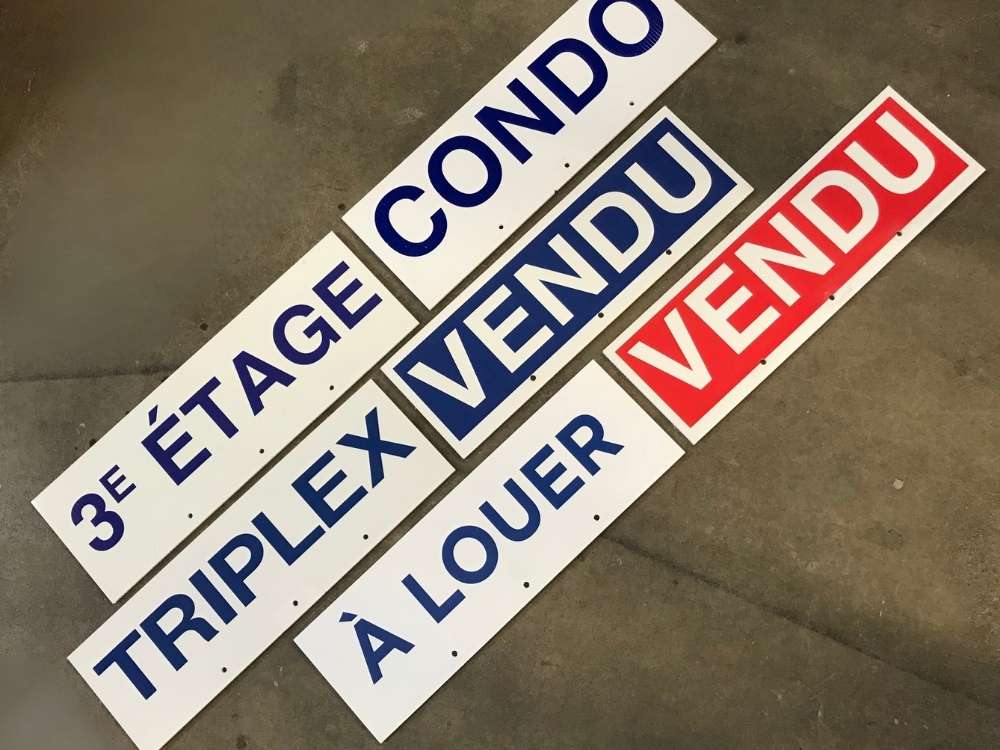 CONDO
3E ÉTAGE
VENDU
VENDU
TRIPLEX
À LOUER